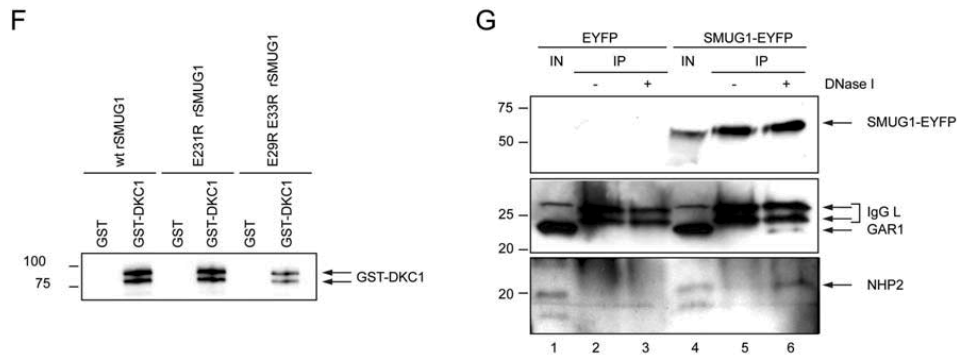 F
wt rSMUG1
E231R rSMUG1
E29R E33R rSMUG1
GST
GST-DKC1
GST
GST-DKC1
GST
GST-DKC1
100
75
GST-DKC1
G
EYFP SMUG1-EYFP
IN IP IN IP
- + - + DNase I
75
50
SMUG1-EYFP
25
20
IgG L
GAR1
20
NHP2
1 2 3 4 5 6